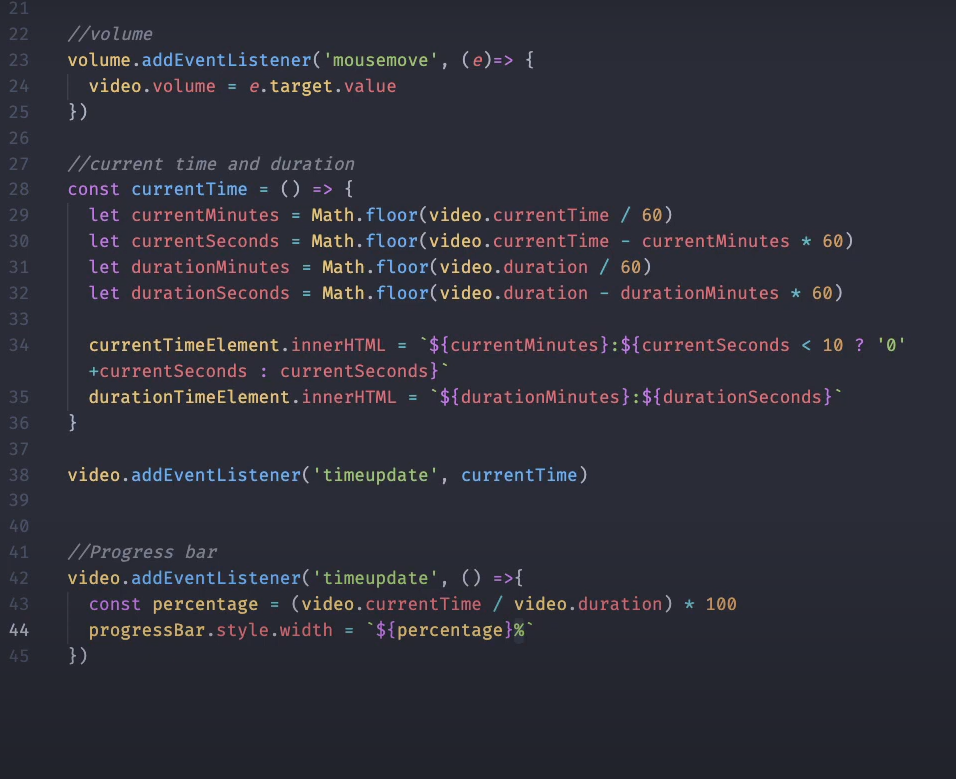 21
22 //volume
23 volume.addEventListener('mousemove', (e)=> {
24   video.volume = e.target.value
25 })
26
27 //current time and duration
28 const currentTime = () => {
29   let currentMinutes = Math.floor(video.currentTime / 60)
30   let currentSeconds = Math.floor(video.currentTime - currentMinutes * 60)
31   let durationMinutes = Math.floor(video.duration / 60)
32   let durationSeconds = Math.floor(video.duration - durationMinutes * 60)
33
34   currentTimeElement.innerHTML = `${currentMinutes}:${currentSeconds < 10 ? '0'
  +currentSeconds : currentSeconds}`
35   durationTimeElement.innerHTML = `${durationMinutes}:${durationSeconds}`
36 }
37
38 video.addEventListener('timeupdate', currentTime)
39
40
41 //Progress bar
42 video.addEventListener('timeupdate', () =>{
43   const percentage = (video.currentTime / video.duration) * 100
44   progressBar.style.width = `${percentage}%`
45 })